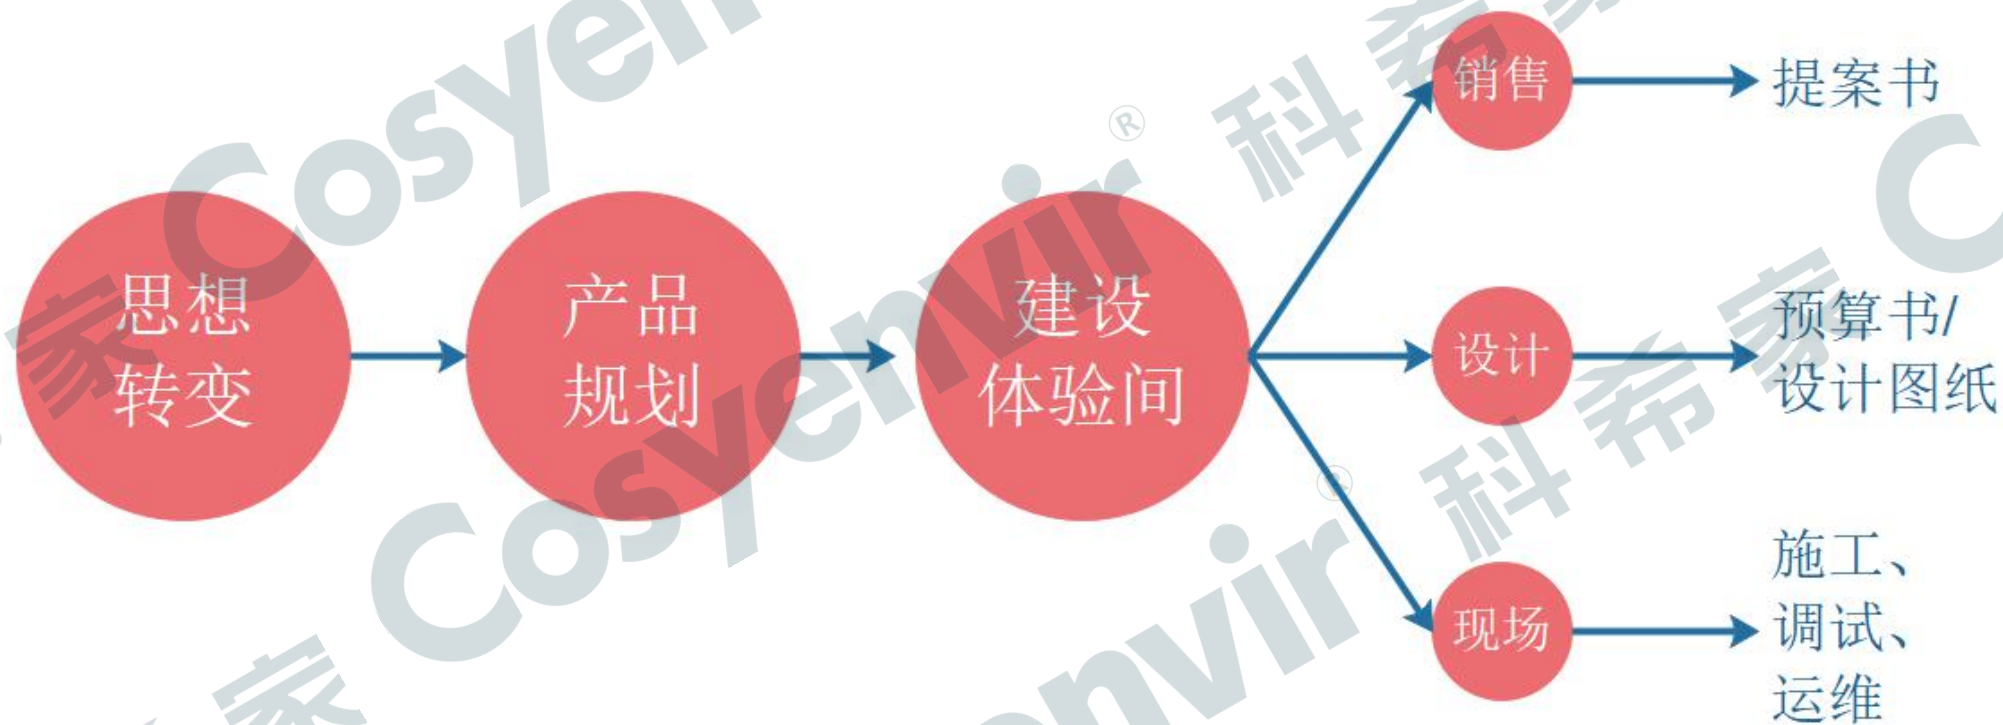 思想
转变
产品
规划
建设
体验间
销售
提案书
设计
预算书/
设计图纸
现场
施工、
调试、
运维
Cosyenvir® 科希家
Cosyenvir® 科希家